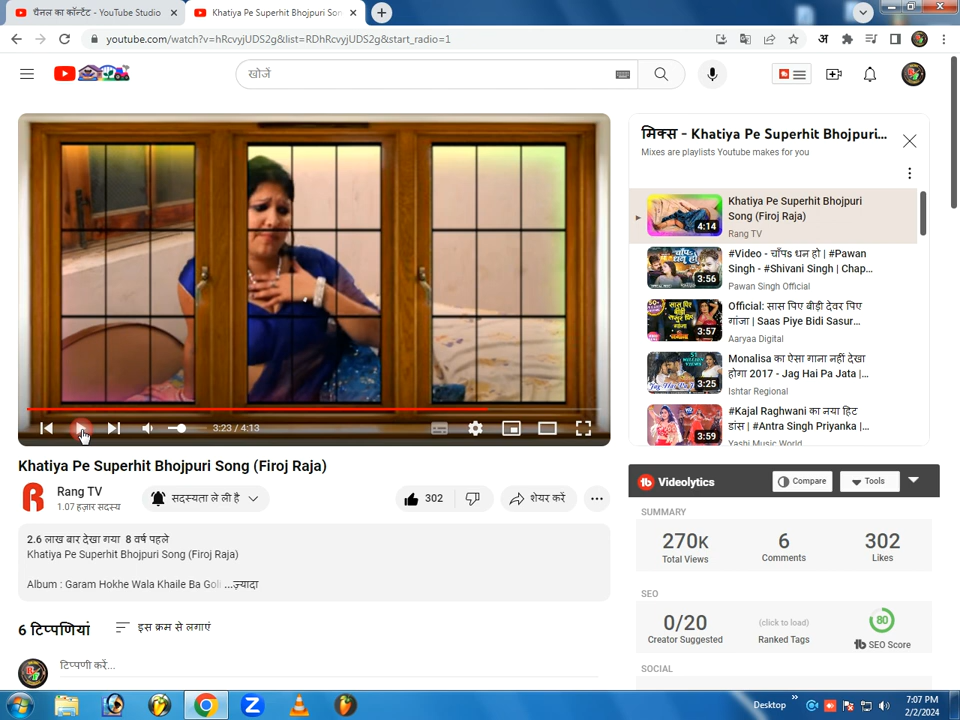 चैनल का कॉन्टेंट - YouTube Studio
Khatiya Pe Superhit Bhojpuri Son
youtube.com/watch?v=hRcvyjUDS2g&list=RDhRcvyjUDS2g&start_radio=1
अ
खोजें
मिक्स - Khatiya Pe Superhit Bhojpuri...
Mixes are playlists Youtube makes for you
Khatiya Pe Superhit Bhojpuri
Song (Firoj Raja)
Rang TV
4:14
#Video - चाँपs धन हो | #Pawan
Singh - #Shivani Singh | Chap...
Pawan Singh Official
3:56
Official: सास पिए बीड़ी देवर पिए
गांजा | Saas Piye Bidi Sasur...
Aaryaa Digital
3:57
Monalisa का ऐसा गाना नहीं देखा
होगा 2017 - Jag Hai Pa Jata |...
Ishtar Regional
3:25
#Kajal Raghwani का नया हिट
डांस | #Antra Singh Priyanka |...
Yashi Music World
3:59
3:23 / 4:13
Khatiya Pe Superhit Bhojpuri Song (Firoj Raja)
Rang TV
1.07 हज़ार सदस्य
सदस्यता ले ली है
302
शेयर करें
2.6 लाख बार देखा गया 8 वर्ष पहले
Khatiya Pe Superhit Bhojpuri Song (Firoj Raja)
Album : Garam Hokhe Wala Khaile Ba Goli ...ज़्यादा
6 टिप्पणियां
इस क्रम से लगाएं
टिप्पणी करें...
Videolytics
Compare
Tools
SUMMARY
270K
Total Views
6
Comments
302
Likes
SEO
0/20
Creator Suggested
(click to load)
Ranked Tags
80
SEO Score
SOCIAL
Desktop
7:07 PM
2/2/2024